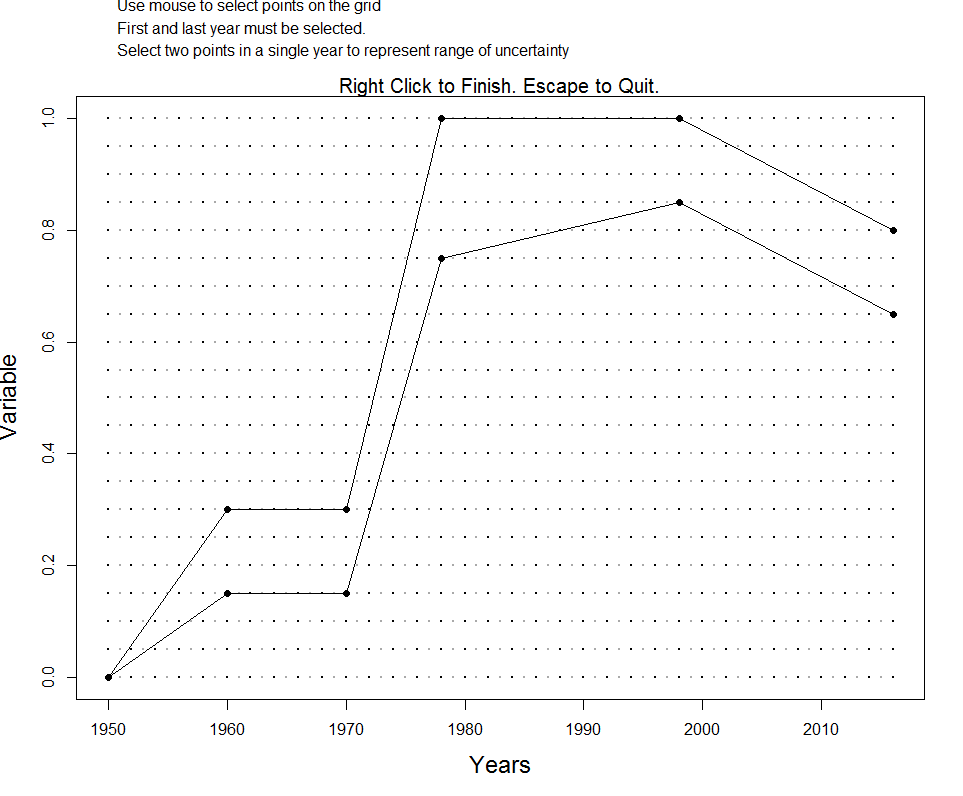 Use mouse to select points on the grid
First and last year must be selected.
Select two points in a single year to represent range of uncertainty
Right Click to Finish. Escape to Quit.
1.0
0.8
0.6
0.4
0.2
0.0
Variable
1950 1960 1970 1980 1990 2000 2010
Years